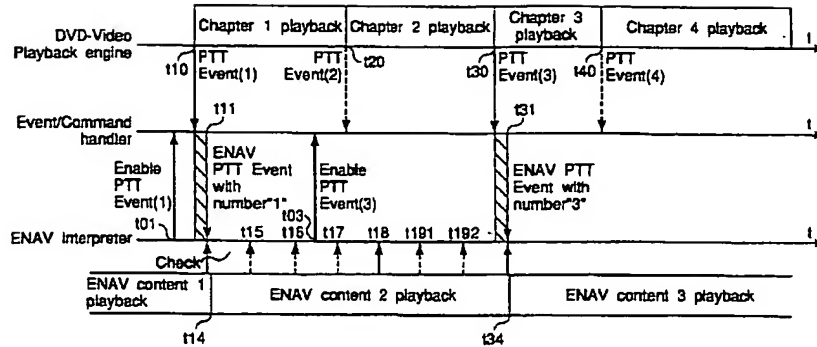 DVD-Video
Playback engine
Chapter 1 playback
Chapter 2 playback
Chapter 3
playback
Chapter 4 playback
t
t10
PTT
Event(1)
PTT
Event(2)
t20
t30
PTT
Event(3)
t40
PTT
Event(4)
t11
t31
Event/Command
handler
t
Enable
PTT
Event(1)
t01
ENAV
PTT Event
with
number"1"
t03
Enable
PTT
Event(3)
ENAV PTT
Event with
number"3"
ENAV Interpreter
t15
t16
t17
t18
t191
t192
t
Check
ENAV content 1
playback
ENAV content 2 playback
ENAV content 3 playback
t14
t34